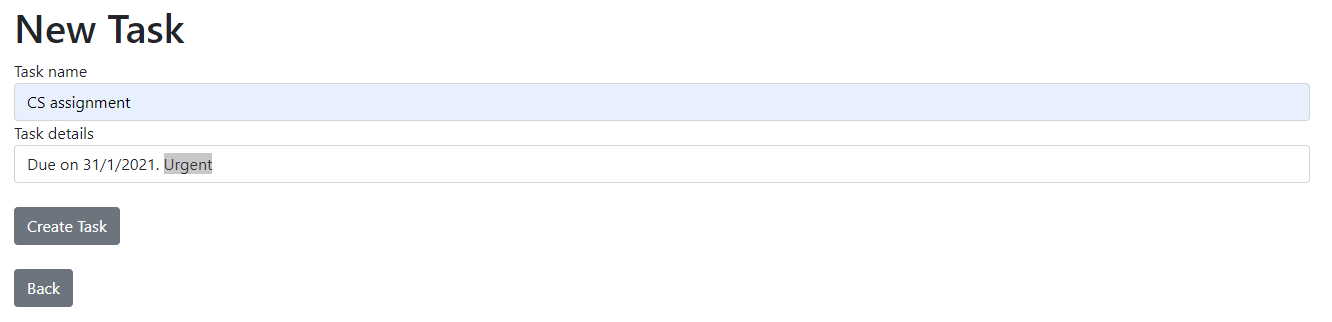 New Task
Task name
CS assignment
Task details
Due on 31/1/2021. Urgent
Create Task
Back